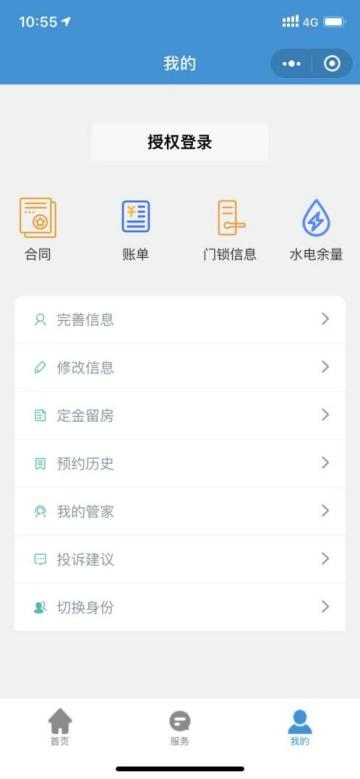 10:55 4G
我的
授权登录
合同 账单 门锁信息 水电余量
完善信息
修改信息
定金留房
预约历史
我的管家
投诉建议
切换身份
首页 服务 我的